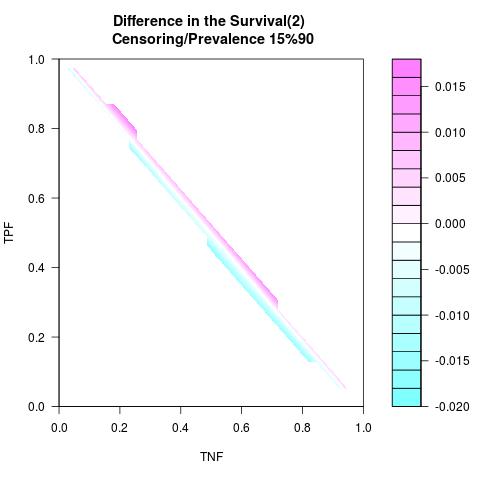 Difference in the Survival(2)
Censoring/Prevalence 15%90
TPF
1.0
0.8
0.6
0.4
0.2
0.0
0.0 0.2 0.4 0.6 0.8 1.0
TNF
0.015
0.010
0.005
0.000
-0.005
-0.010
-0.015
-0.020